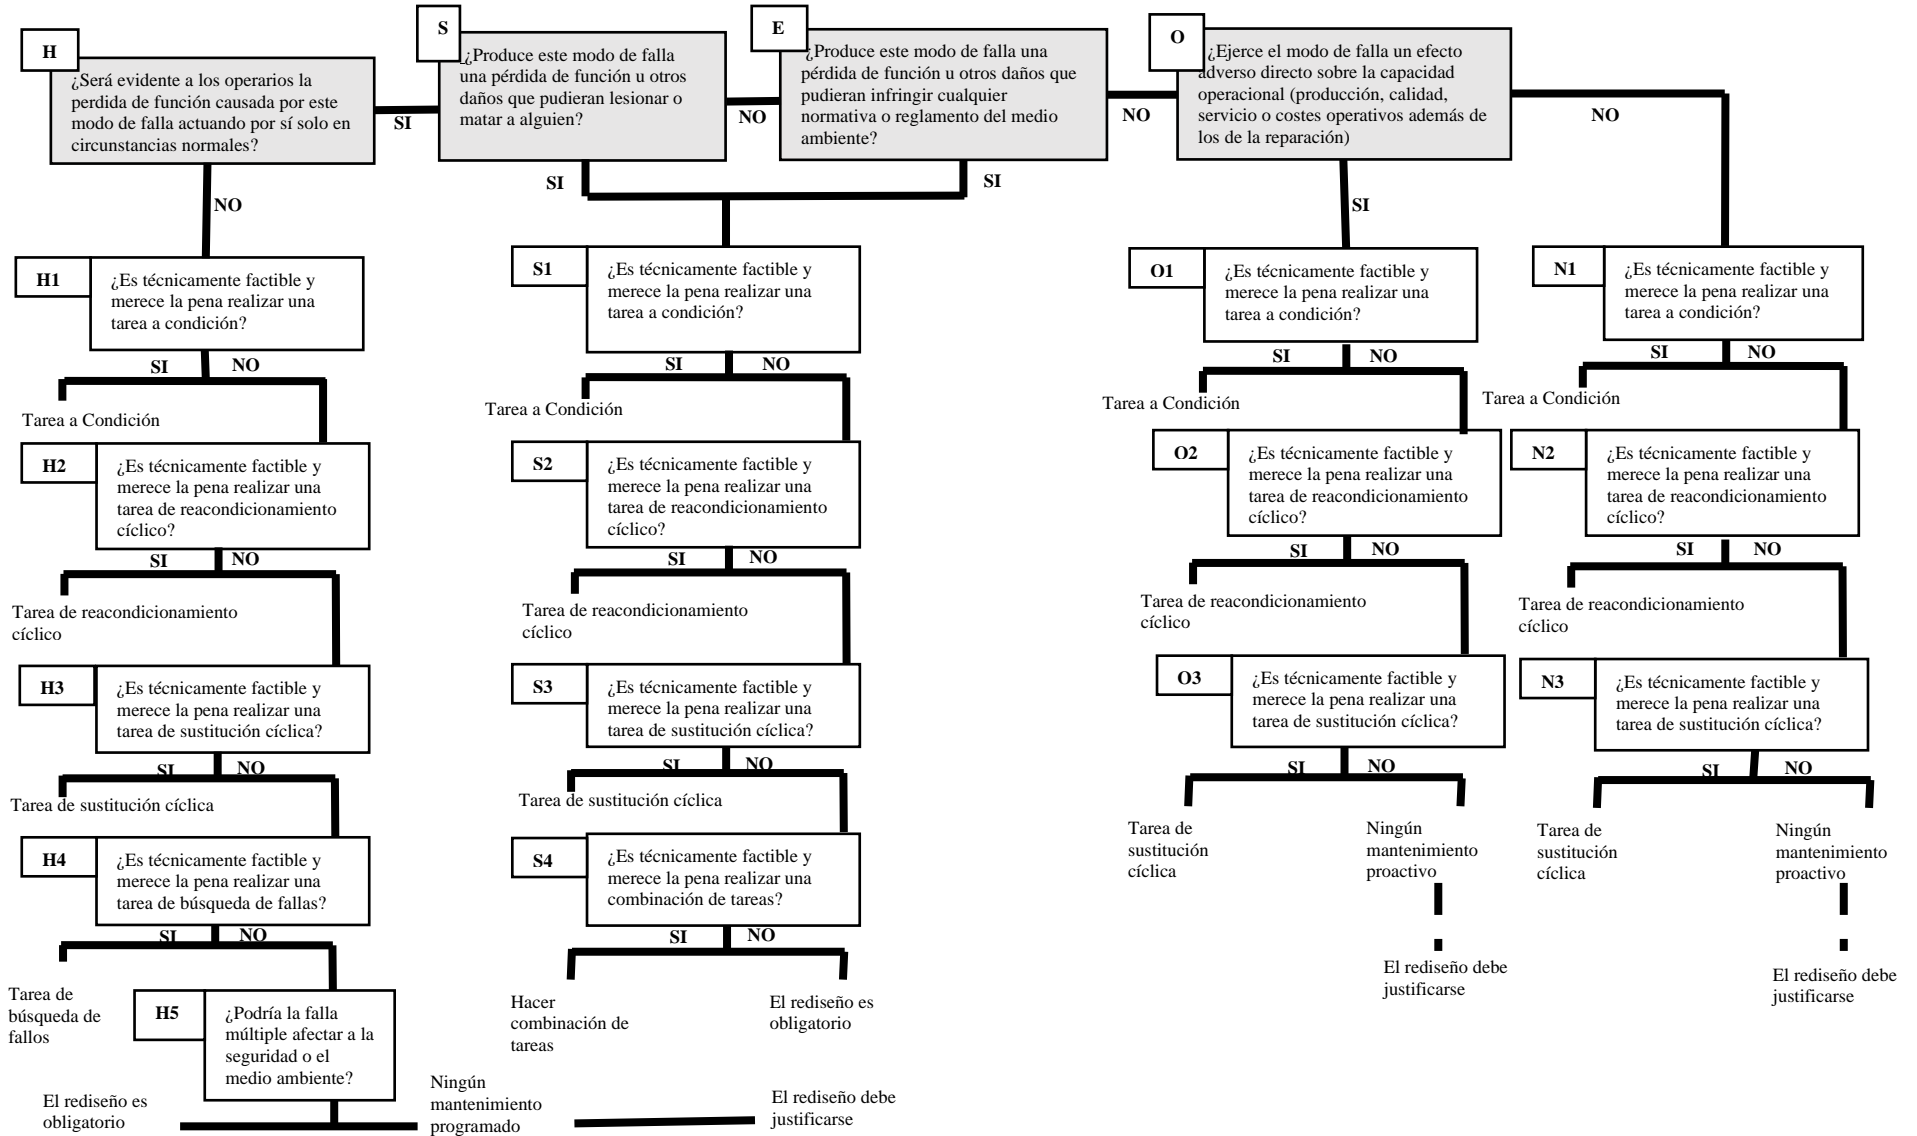 H
¿Será evidente a los operarios la
perdida de función causada por este
modo de falla actuando por sí solo en
circunstancias normales?
SI
NO
S
¿Produce este modo de falla
una pérdida de función u otros
daños que pudieran lesionar o
matar a alguien?
NO
SI
E
¿Produce este modo de falla una
pérdida de función u otros daños que
pudieran infringir cualquier
normativa o reglamento del medio
ambiente?
NO
SI
O
¿Ejerce el modo de falla un efecto
adverso directo sobre la capacidad
operacional (producción, calidad,
servicio o costes operativos además de
los de la reparación)
NO
SI
H1
¿Es técnicamente factible y
merece la pena realizar una
tarea a condición?
SI
NO
Tarea a Condición
H2
¿Es técnicamente factible y
merece la pena realizar una
tarea de reacondicionamiento
cíclico?
SI
NO
Tarea de reacondicionamiento
cíclico
H3
¿Es técnicamente factible y
merece la pena realizar una
tarea de sustitución cíclica?
SI
NO
Tarea de sustitución cíclica
H4
¿Es técnicamente factible y
merece la pena realizar una
tarea de búsqueda de fallas?
SI
NO
Tarea de
búsqueda de
fallos
H5
¿Podría la falla
múltiple afectar a la
seguridad o el
medio ambiente?
El rediseño es
obligatorio
Ningún
mantenimiento
programado
El rediseño debe
justificarse
S1
¿Es técnicamente factible y
merece la pena realizar una
tarea a condición?
SI
NO
Tarea a Condición
S2
¿Es técnicamente factible y
merece la pena realizar una
tarea de reacondicionamiento
cíclico?
SI
NO
Tarea de reacondicionamiento
cíclico
S3
¿Es técnicamente factible y
merece la pena realizar una
tarea de sustitución cíclica?
SI
NO
Tarea de sustitución cíclica
S4
¿Es técnicamente factible y
merece la pena realizar una
combinación de tareas?
SI
NO
Hacer
combinación de
tareas
El rediseño es
obligatorio
O1
¿Es técnicamente factible y
merece la pena realizar una
tarea a condición?
SI
NO
Tarea a Condición
O2
¿Es técnicamente factible y
merece la pena realizar una
tarea de reacondicionamiento
cíclico?
SI
NO
Tarea de reacondicionamiento
cíclico
O3
¿Es técnicamente factible y
merece la pena realizar una
tarea de sustitución cíclica?
SI
NO
Tarea de
sustitución
cíclica
Ningún
mantenimiento
proactivo
El rediseño debe
justificarse
N1
¿Es técnicamente factible y
merece la pena realizar una
tarea a condición?
SI
NO
Tarea a Condición
N2
¿Es técnicamente factible y
merece la pena realizar una
tarea de reacondicionamiento
cíclico?
SI
NO
Tarea de reacondicionamiento
cíclico
N3
¿Es técnicamente factible y
merece la pena realizar una
tarea de sustitución cíclica?
SI
NO
Tarea de
sustitución
cíclica
Ningún
mantenimiento
proactivo
El rediseño debe
justificarse